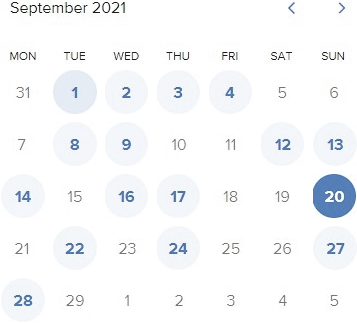 September 2021
MON TUE WED THU FRI SAT SUN
31 1 2 3 4 5 6
7 8 9 10 11 12 13
14 15 16 17 18 19 20
21 22 23 24 25 26 27
28 29 1 2 3 4 5